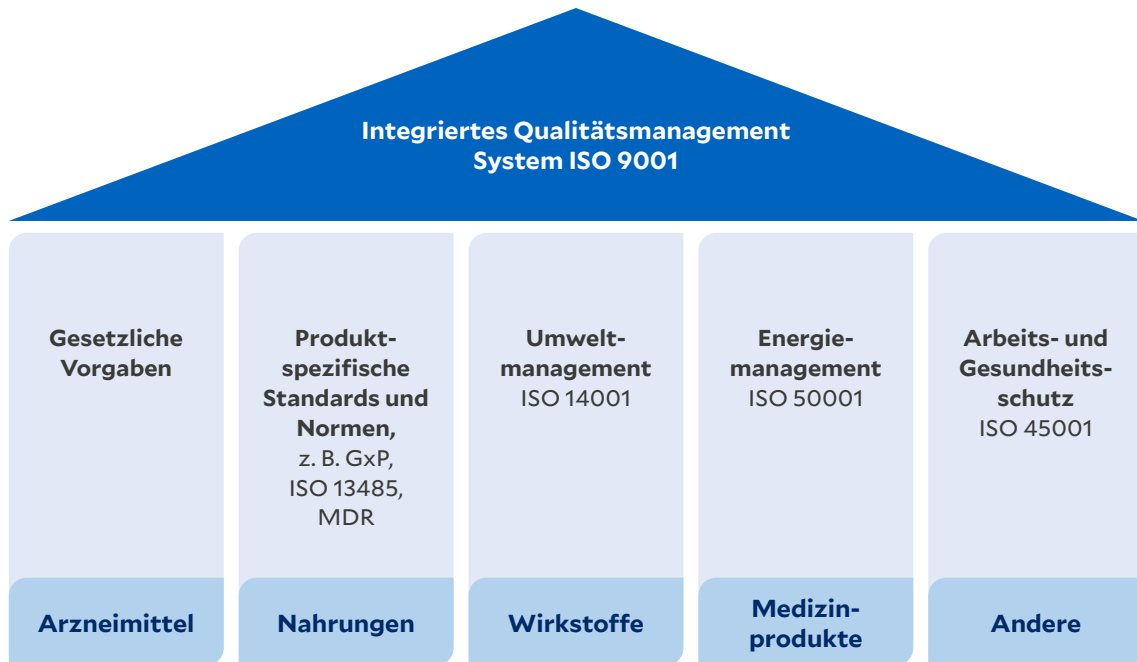 Integriertes Qualitätsmanagement
System ISO 9001
Gesetzliche
Vorgaben
Produkt-
spezifische
Standards und
Normen,
z. B. GxP,
ISO 13485,
MDR
Umwelt-
management
ISO 14001
Energie-
management
ISO 50001
Arbeits- und
Gesundheits-
schutz
ISO 45001
Arzneimittel
Nahrungen
Wirkstoffe
Medizin-
produkte
Andere